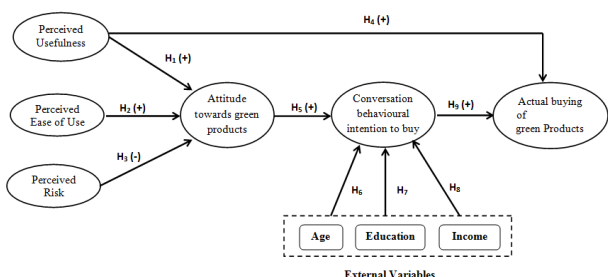 Perceived
Usefulness
H4 (+)
H1 (+)
Perceived
Ease of Use
H2 (+)
Attitude
towards green
products
H5 (+)
Conversation
behavioural
intention to buy
H9 (+)
Actual buying
of
green Products
H3 (-)
Perceived
Risk
H6
H7
H8
Age
Education
Income
External Variables